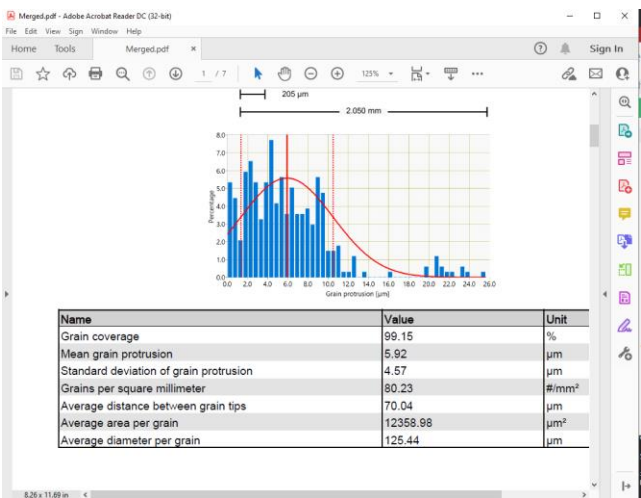 Merged.pdf - Adobe Acrobat Reader DC (32-bit)
File Edit View Sign Window Help
Home Tools Merged.pdf × Sign In
1 / 7 125%
205 µm
2.050 mm
8.0
7.0
6.0
5.0
4.0
3.0
2.0
1.0
0.0
Percentage
0.0 2.0 4.0 6.0 8.0 10.0 12.0 14.0 16.0 18.0 20.0 22.0 24.0 26.0
Grain protrusion [µm]
Name Value Unit
Grain coverage 99.15 %
Mean grain protrusion 5.92 µm
Standard deviation of grain protrusion 4.57 µm
Grains per square millimeter 80.23 #/mm²
Average distance between grain tips 70.04 µm
Average area per grain 12358.98 µm²
Average diameter per grain 125.44 µm
8.26 x 11.69 in